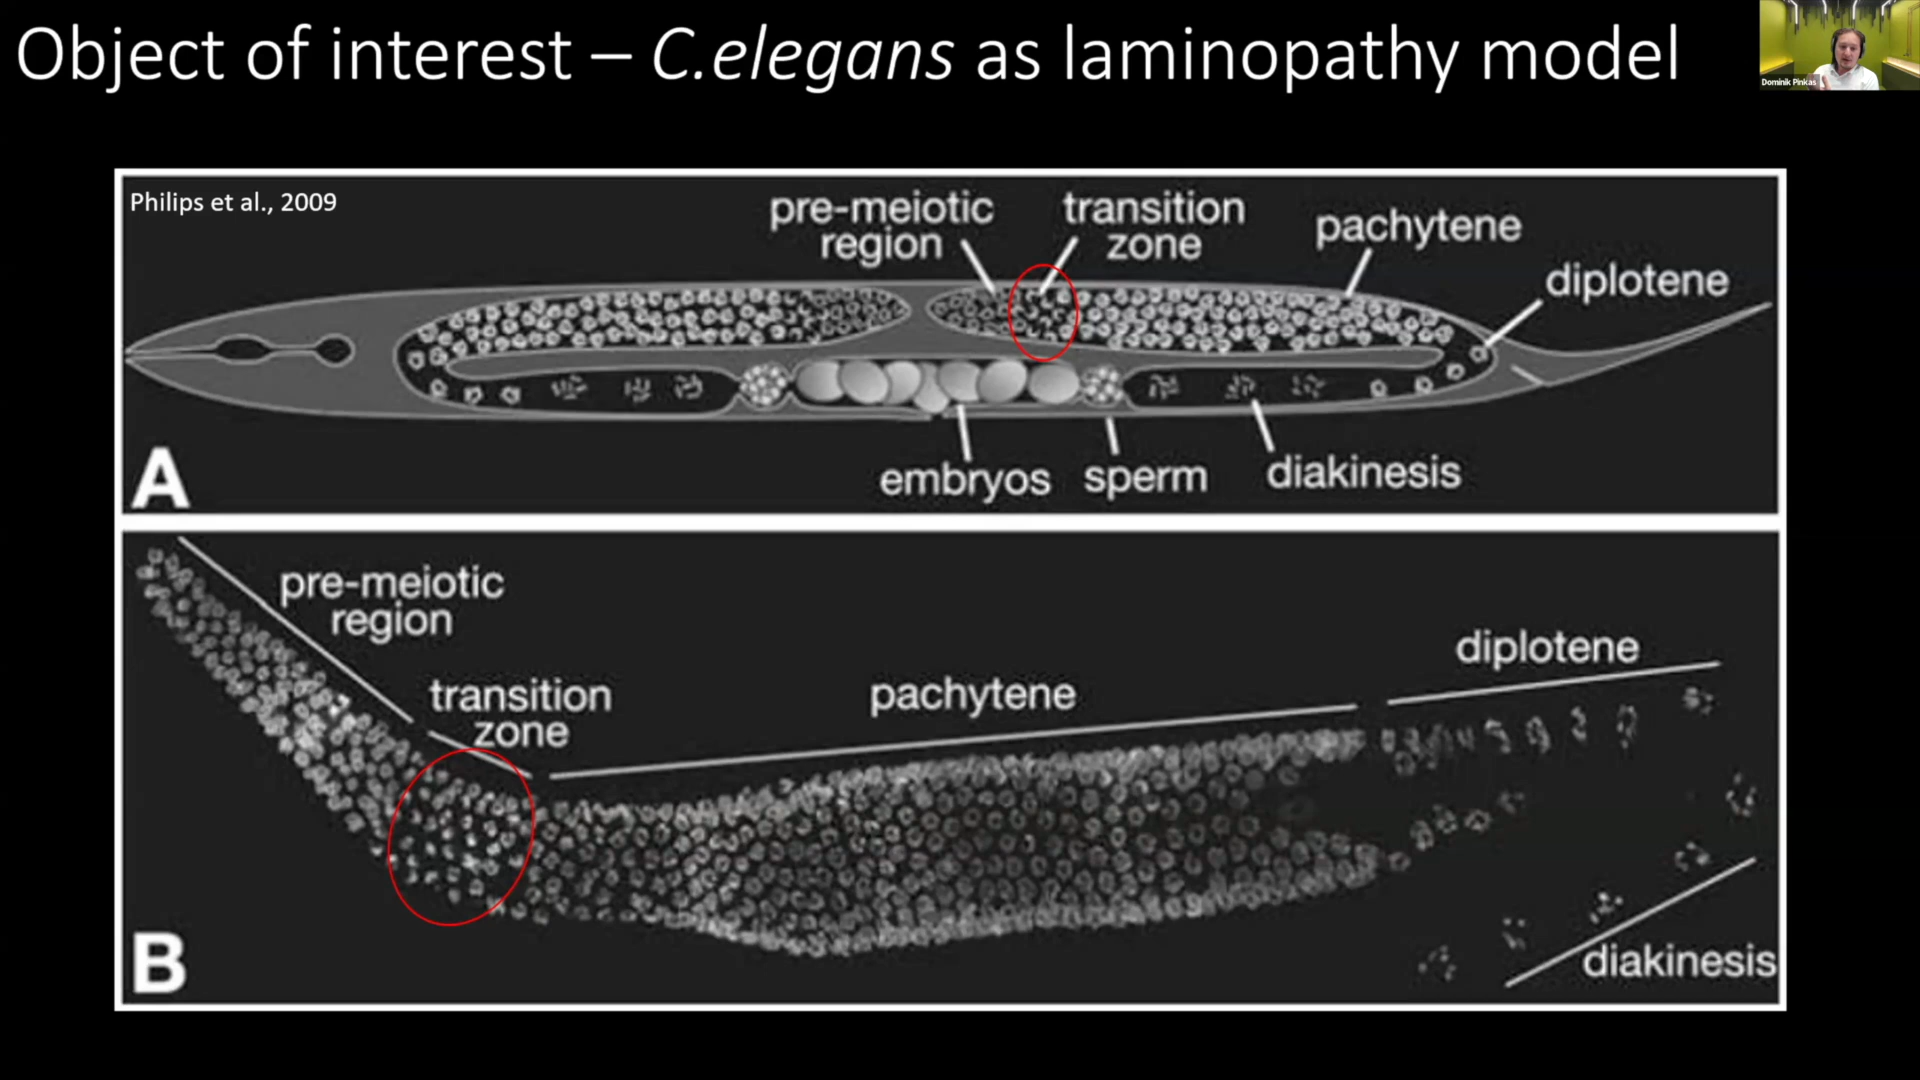 Object of interest – C.elegans as laminopathy model
Dominik Pinkas
Philips et al., 2009
pre-meiotic
region
transition
zone
pachytene
diplotene
embryos
sperm
diakinesis
A
pre-meiotic
region
transition
zone
pachytene
diplotene
diakinesis
B